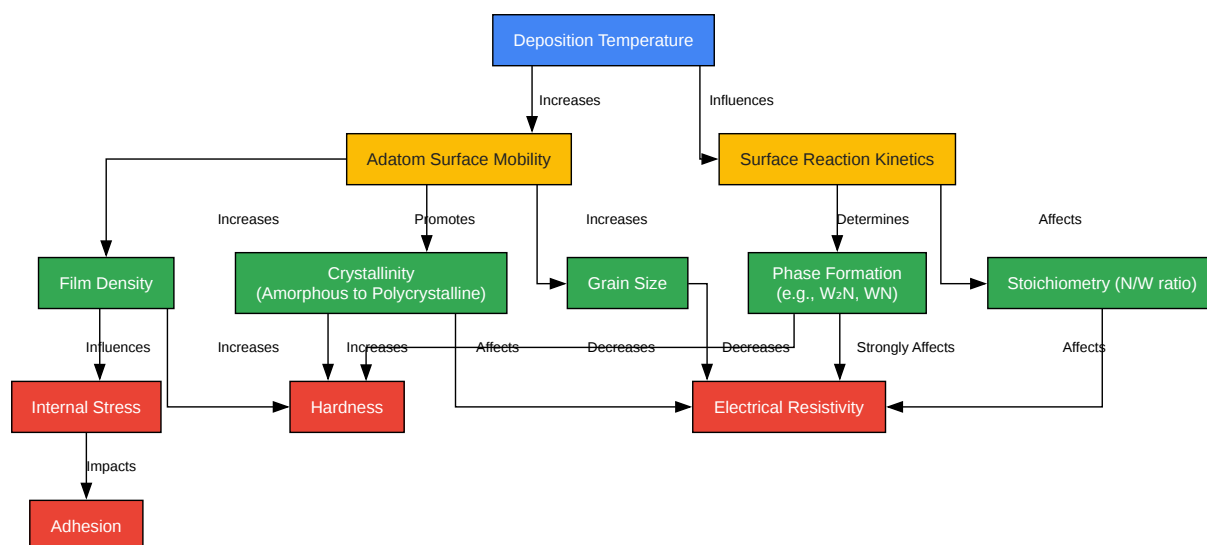 Deposition Temperature
Increases
Influences
Adatom Surface Mobility
Surface Reaction Kinetics
Increases
Promotes
Increases
Determines
Affects
Film Density
Crystallinity
(Amorphous to Polycrystalline)
Grain Size
Phase Formation
(e.g., W₂N, WN)
Stoichiometry (N/W ratio)
Influences
Increases
Increases
Affects
Decreases
Decreases
Strongly Affects
Affects
Internal Stress
Hardness
Electrical Resistivity
Impacts
Adhesion